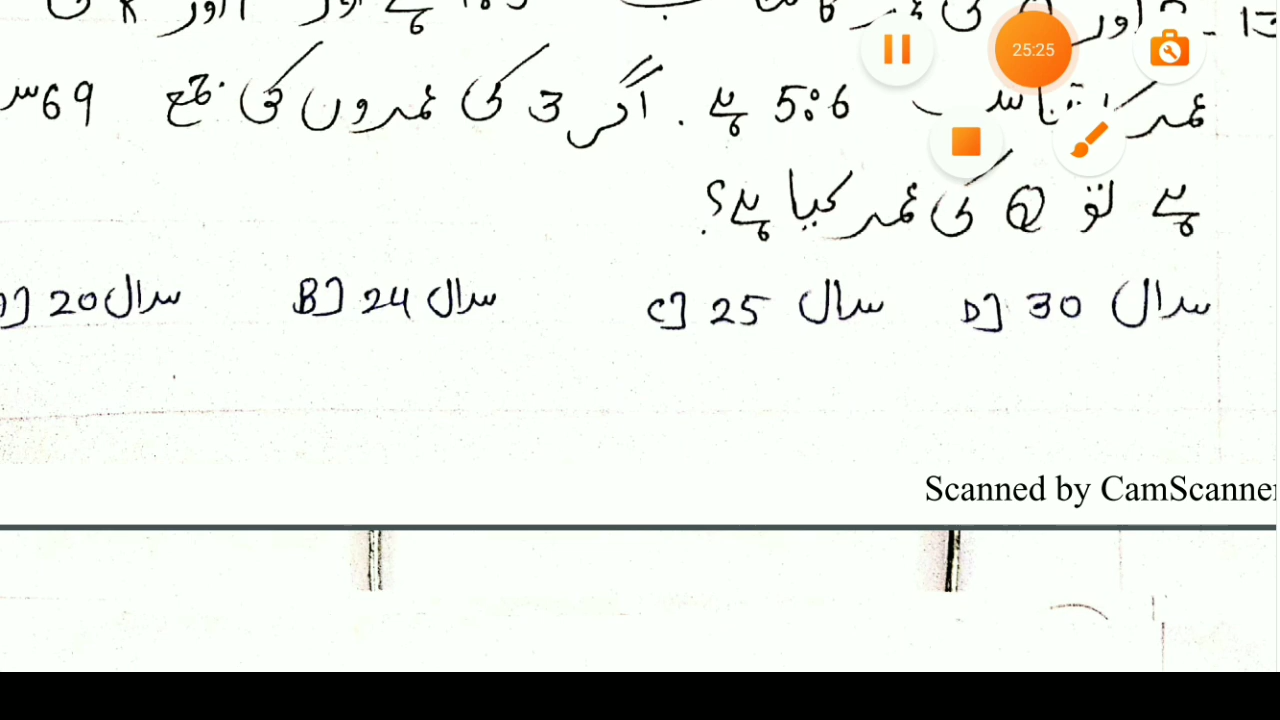 13
25:25
عمر کا تناسب 5:6 ہے . اگر 3 کی عمروں کی جمع 69 س
ہے تو Q کی عمر کیا ہے؟
] 20 سال B] 24 سال C] 25 سال D] 30 سال
Scanned by CamScanner